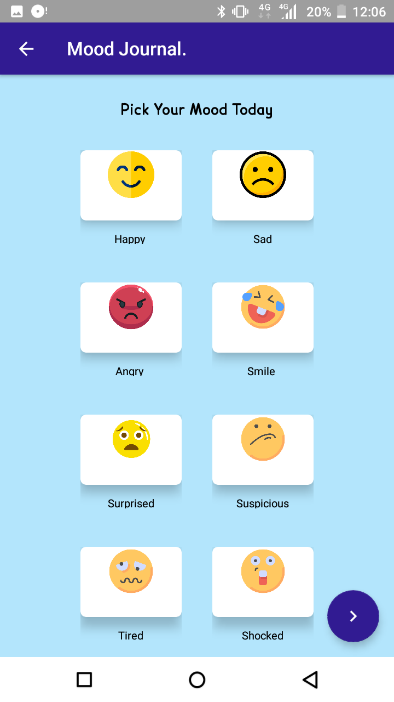 4G 4G 20% 12:06
Mood Journal.
Pick Your Mood Today
Happy Sad
Angry Smile
Surprised Suspicious
Tired Shocked